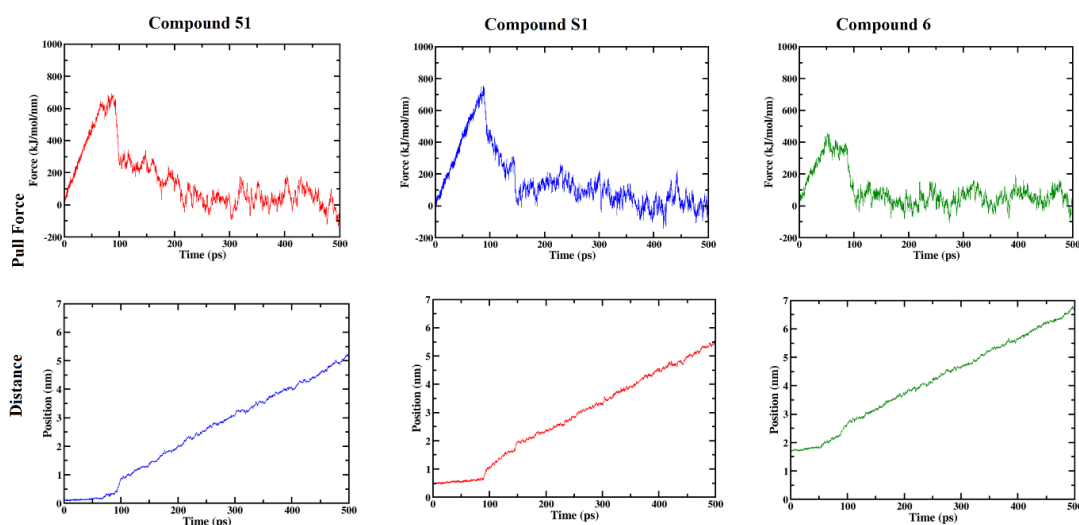 Compound 51
Compound S1
Compound 6
Pull Force
Force (kJ/mol/nm)
1000
800
600
400
200
0
-200
0 100 200 300 400 500
Time (ps)
Force (kJ/mol/nm)
1000
800
600
400
200
0
-200
0 100 200 300 400 500
Time (ps)
Force (kJ/mol/nm)
1000
800
600
400
200
0
-200
0 100 200 300 400 500
Time (ps)
Distance
Position (nm)
7
6
5
4
3
2
1
0
0 100 200 300 400 500
Time (ps)
Position (nm)
7
6
5
4
3
2
1
0
0 100 200 300 400 500
Time (ps)
Position (nm)
7
6
5
4
3
2
1
0
0 100 200 300 400 500
Time (ps)